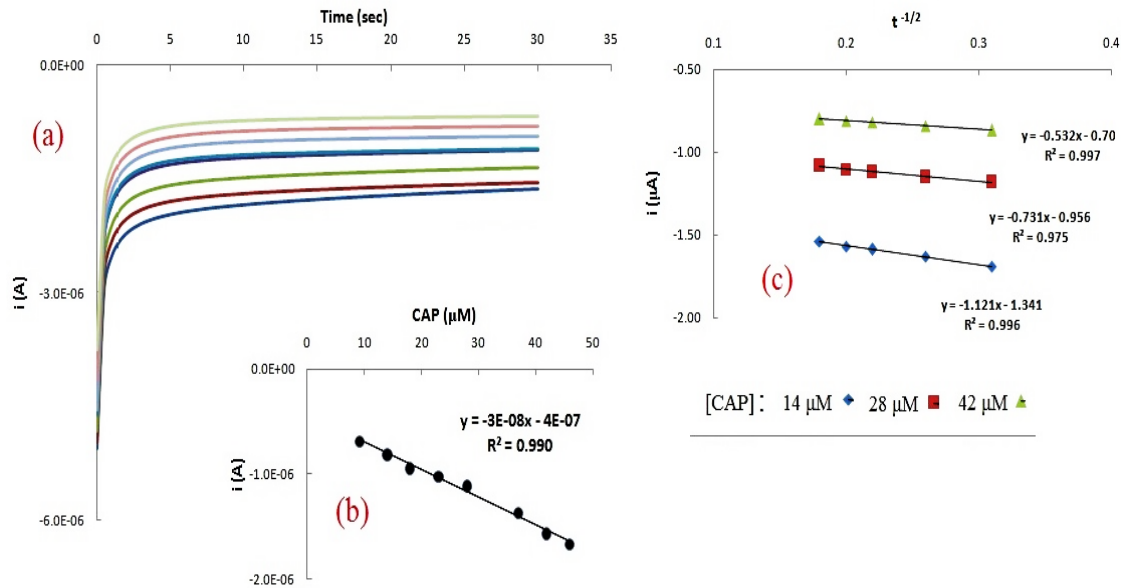 Time (sec)
0 5 10 15 20 25 30 35
0.0E+00
(a)
-3.0E-06
i (A)
-6.0E-06
CAP (μM)
0 10 20 30 40 50
0.0E+00
y = -3E-08x - 4E-07
R² = 0.990
-1.0E-06
i (A)
(b)
-2.0E-06
t -1/2
0.1 0.2 0.3 0.4
-0.50
y = -0.532x - 0.70
R² = 0.997
-1.00
i (μA)
y = -0.731x - 0.956
R² = 0.975
-1.50
(c)
y = -1.121x - 1.341
R² = 0.996
-2.00
[CAP] : 14 μM 28 μM 42 μM